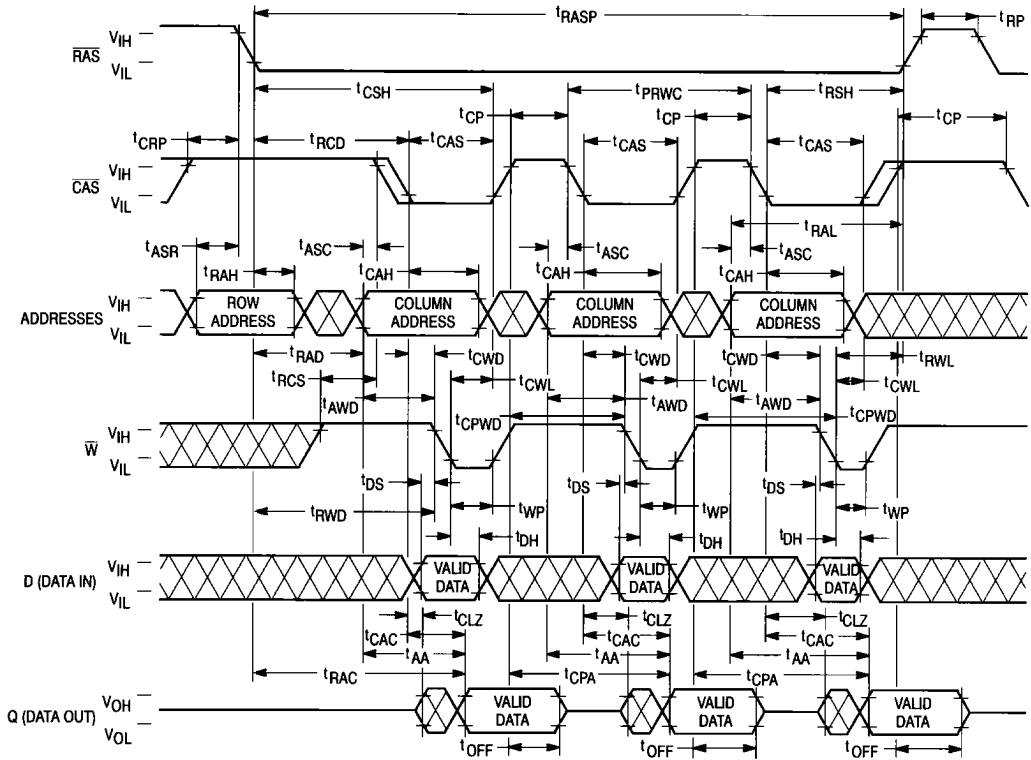 tRASP
tRP
VIH
RAS
VIL
tCSH
tPRWC
tRSH
tCP
tCP
tCRP
tRCD
tCAS
tCAS
tCAS
tCP
VIH
CAS
VIL
tRAL
tASR
tASC
tASC
tASC
tRAH
tCAH
tCAH
tCAH
VIH
ADDRESSES
VIL
ROW
ADDRESS
COLUMN
ADDRESS
COLUMN
ADDRESS
COLUMN
ADDRESS
tRAD
tCWD
tCWD
tCWD
tRWL
tRCS
tCWL
tCWL
tCWL
tAWD
tAWD
tAWD
tCPWD
tCPWD
VIH
W
VIL
tDS
tDS
tDS
tRWD
tWP
tWP
tWP
tDH
tDH
tDH
VIH
D (DATA IN)
VIL
VALID
DATA
VALID
DATA
VALID
DATA
tCLZ
tCLZ
tCLZ
tCAC
tCAC
tCAC
tAA
tAA
tAA
tRAC
tCPA
tCPA
VOH
Q (DATA OUT)
VOL
VALID
DATA
VALID
DATA
VALID
DATA
tOFF
tOFF
tOFF